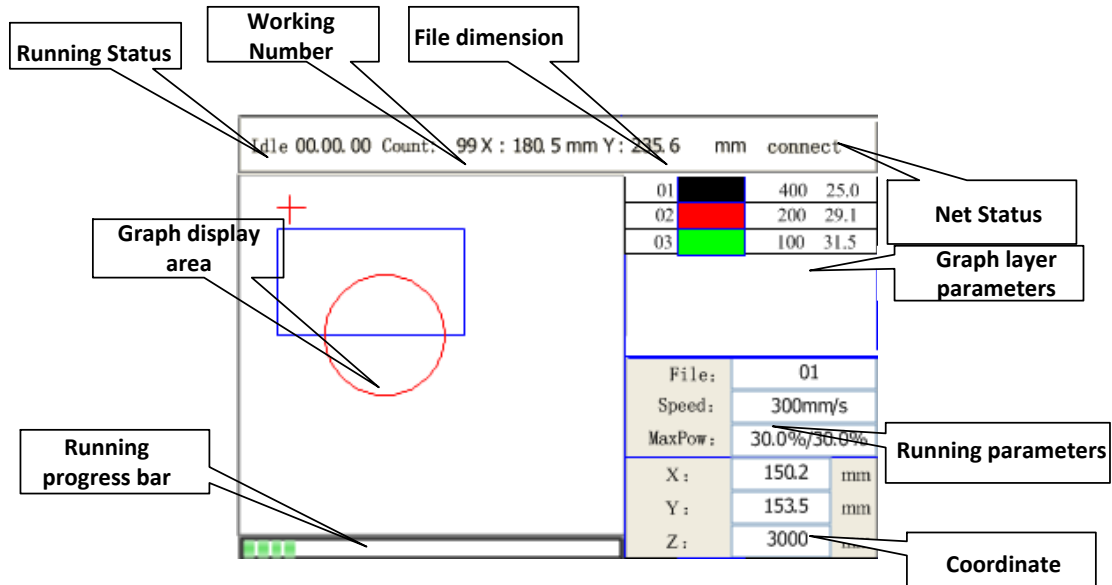 Working
Number
File dimension
Running Status
Idle 00.00.00 Count: 99 X : 180.5 mm Y : 235.6 mm connect
01 400 25.0
02 200 29.1
03 100 31.5
Net Status
Graph display
area
Graph layer
parameters
File: 01
Speed: 300mm/s
MaxPow: 30.0%/30.0%
Running parameters
Running
progress bar
X: 150.2 mm
Y: 153.5 mm
Z: 3000 mm
Coordinate